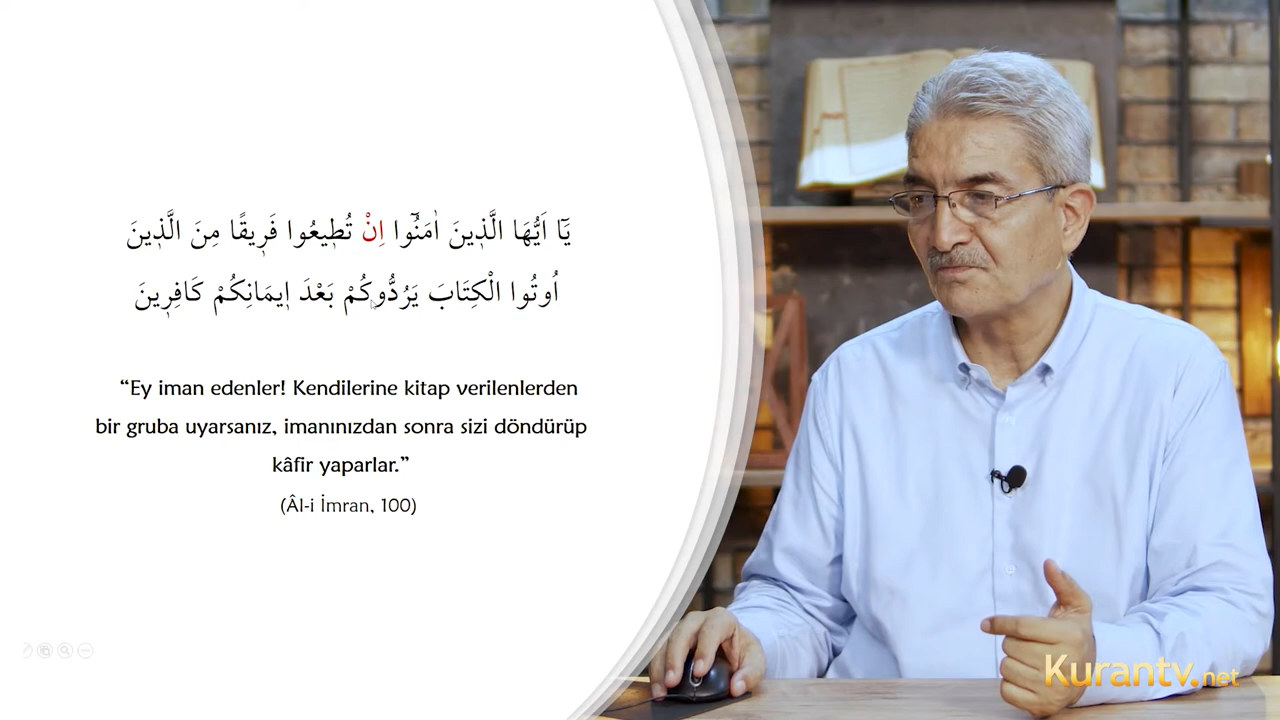 يَٓا اَيُّهَا الَّذ۪ينَ اٰمَنُٓوا اِنْ تُط۪يعُوا فَر۪يقًا مِنَ الَّذ۪ينَ
اُوتُوا الْكِتَابَ يَرُدُّوكُمْ بَعْدَ ا۪يمَانِكُمْ كَافِر۪ينَ
“Ey iman edenler! Kendilerine kitap verilenlerden
bir gruba uyarsanız, imanınızdan sonra sizi döndürüp
kâfir yaparlar.”
(Âl-i İmran, 100)
Kurantv.net